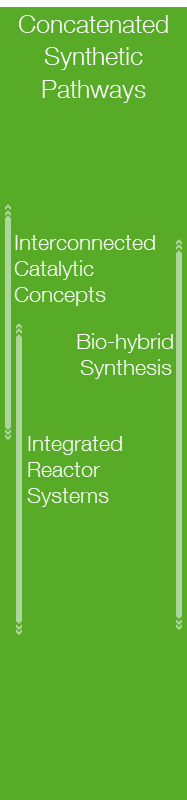 Concatenated
Synthetic
Pathways
Interconnected
Catalytic
Concepts
Bio-hybrid
Synthesis
Integrated
Reactor
Systems